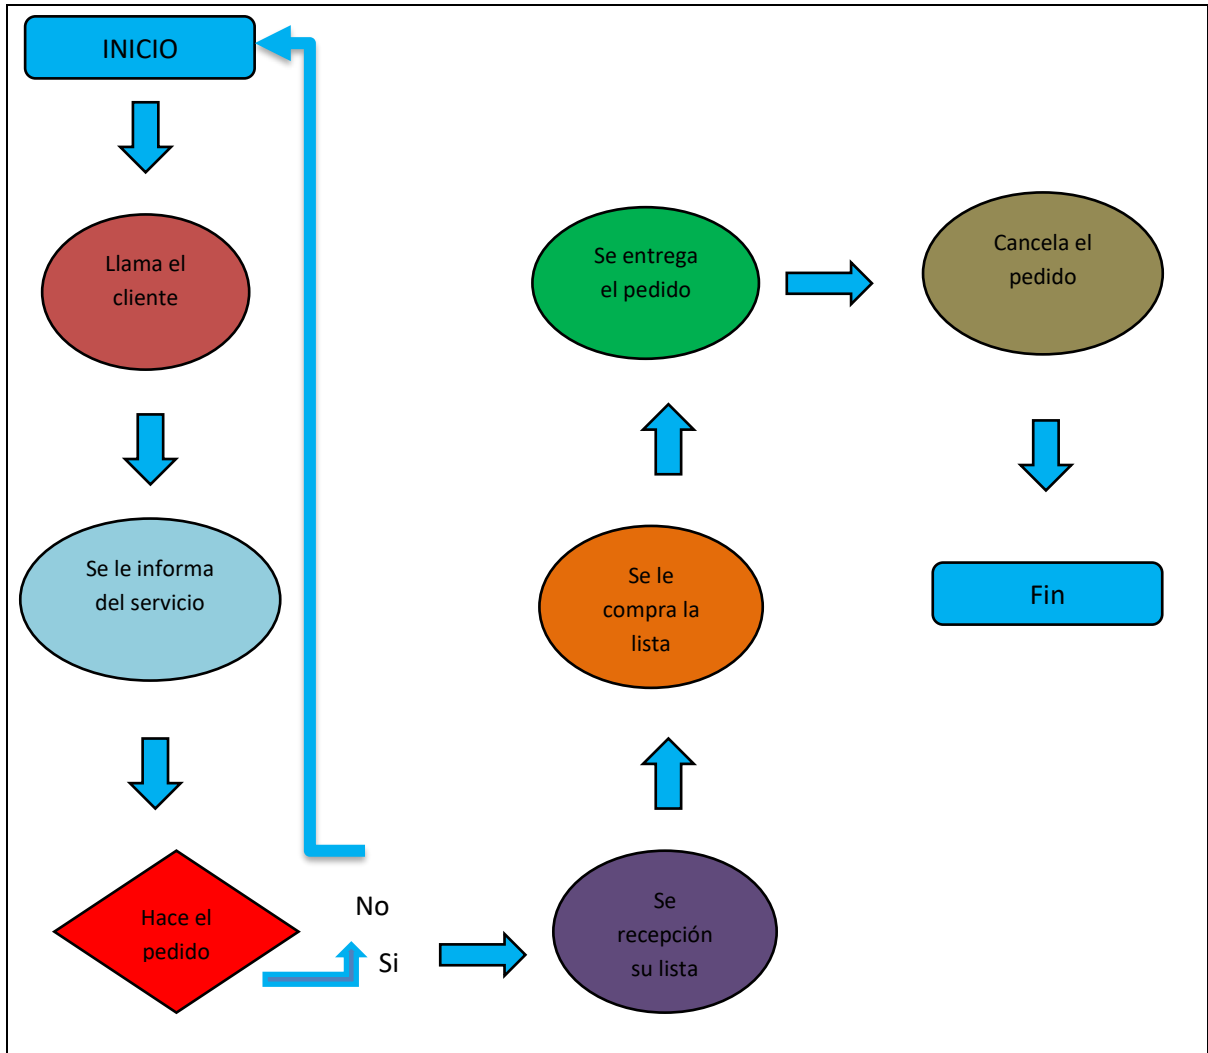 INICIO
Llama el
cliente
Se le informa
del servicio
Hace el
pedido
No
Si
Se
recepción
su lista
Se le
compra la
lista
Se entrega
el pedido
Cancela el
pedido
Fin